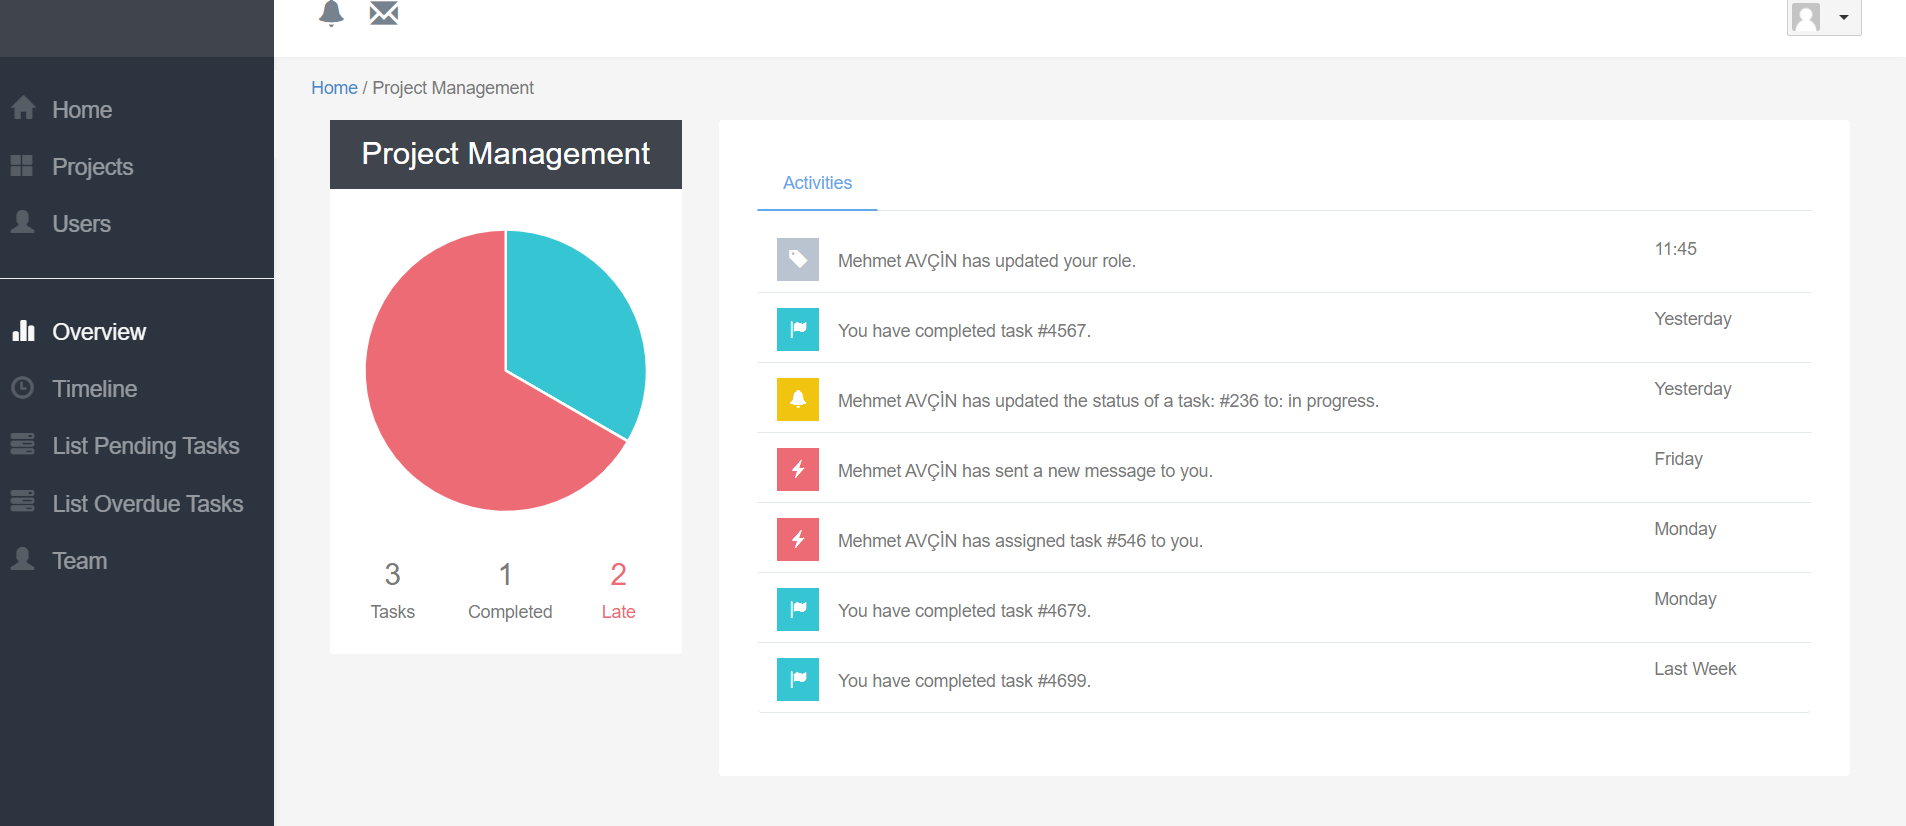 Home
Projects
Users
Overview
Timeline
List Pending Tasks
List Overdue Tasks
Team
Home / Project Management
Project Management
3 1 2
Tasks Completed Late
Activities
Mehmet AVÇİN has updated your role. 11:45
You have completed task #4567. Yesterday
Mehmet AVÇİN has updated the status of a task: #236 to: in progress. Yesterday
Mehmet AVÇİN has sent a new message to you. Friday
Mehmet AVÇİN has assigned task #546 to you. Monday
You have completed task #4679. Monday
You have completed task #4699. Last Week